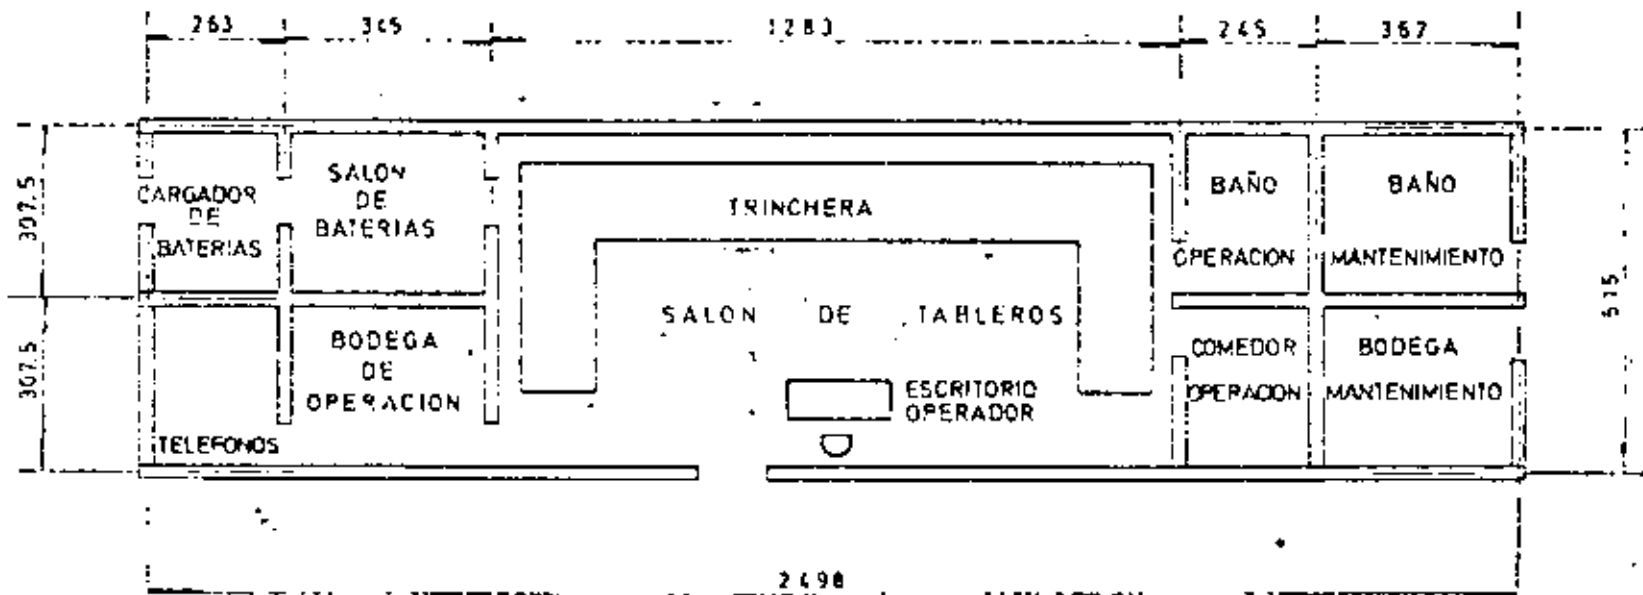 263 345 1283 245 367
CARGADOR
DE
BATERIAS
SALON
DE
BATERIAS
TRINCHERA
BAÑO
OPERACION
BAÑO
MANTENIMIENTO
307.5
307.5
615
TELEFONOS
BODEGA
DE
OPERACION
SALON DE TABLEROS
ESCRITORIO
OPERADOR
COMEDOR
OPERACION
BODEGA
MANTENIMIENTO
2498